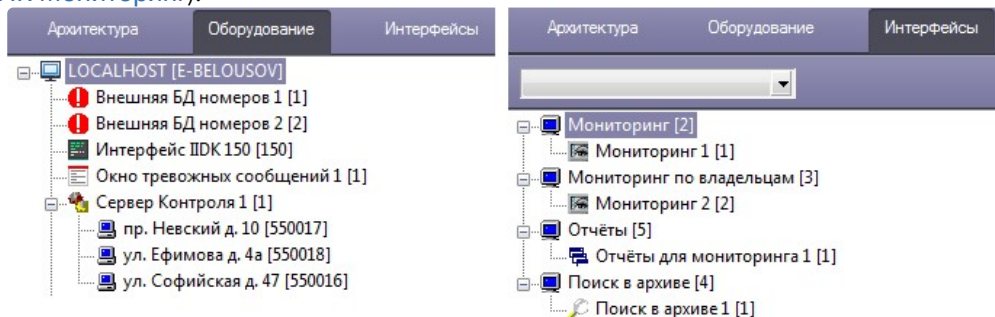 АРМ мониторинг).
Архитектура Оборудование Интерфейсы
LOCALHOST [E-BELOUSOV]
Внешняя БД номеров 1 [1]
Внешняя БД номеров 2 [2]
Интерфейс IIDK 150 [150]
Окно тревожных сообщений 1 [1]
Сервер Контроля 1 [1]
пр. Невский д. 10 [550017]
ул. Ефимова д. 4а [550018]
ул. Софийская д. 47 [550016]
Архитектура Оборудование Интерфейсы
Мониторинг [2]
Мониторинг 1 [1]
Мониторинг по владельцам [3]
Мониторинг 2 [2]
Отчёты [5]
Отчёты для мониторинга 1 [1]
Поиск в архиве [4]
Поиск в архиве 1 [1]